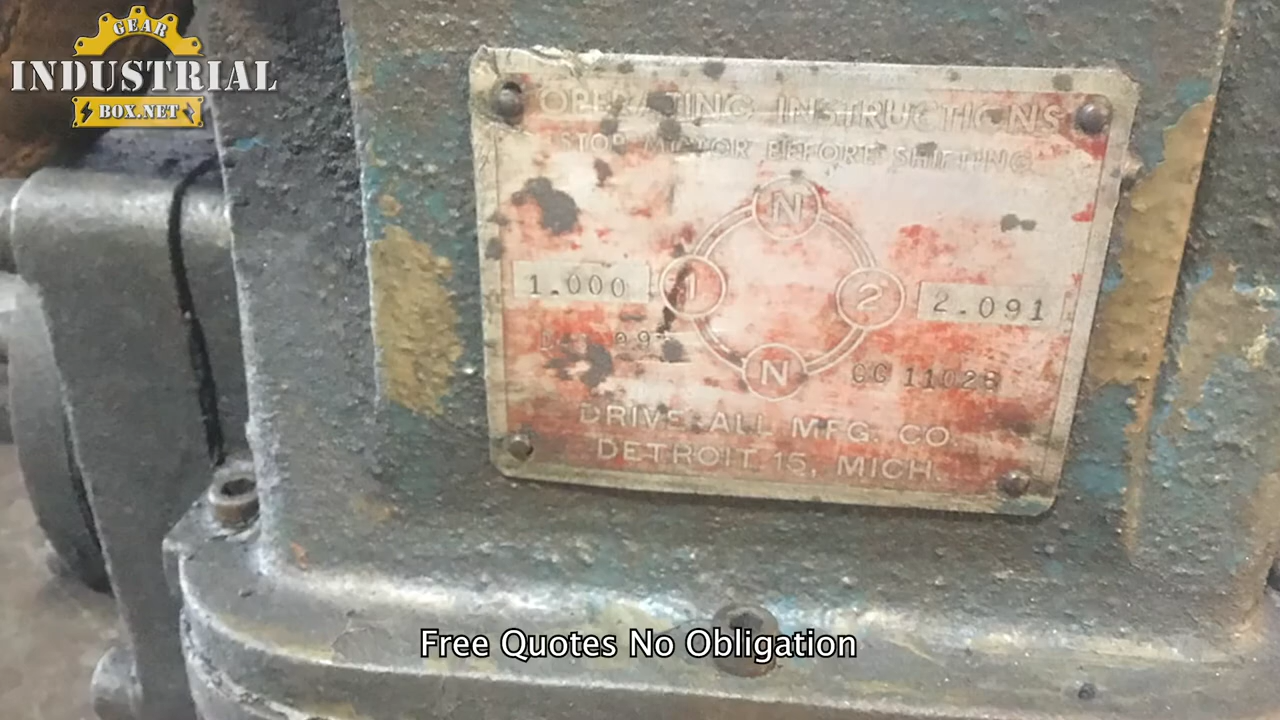 GEAR
INDUSTRIAL
BOX.NET
OPERATING INSTRUCTIONS
STOP MOTOR BEFORE SHIFTING
N
1.000 1 2 2.091
N
DRIVE-ALL MFG. CO.
DETROIT 15, MICH.
Free Quotes No Obligation